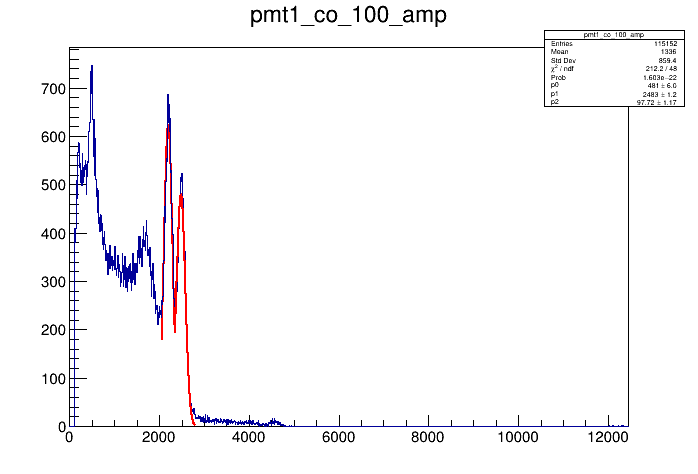 pmt1_co_100_amp
pmt1_co_100_amp
Entries 115152
Mean 1336
Std Dev 859.4
χ² / ndf 212.2 / 48
Prob 1.603e−22
p0 481 ± 6.0
p1 2483 ± 1.2
p2 97.72 ± 1.17
700
600
500
400
300
200
100
0
0 2000 4000 6000 8000 10000 12000